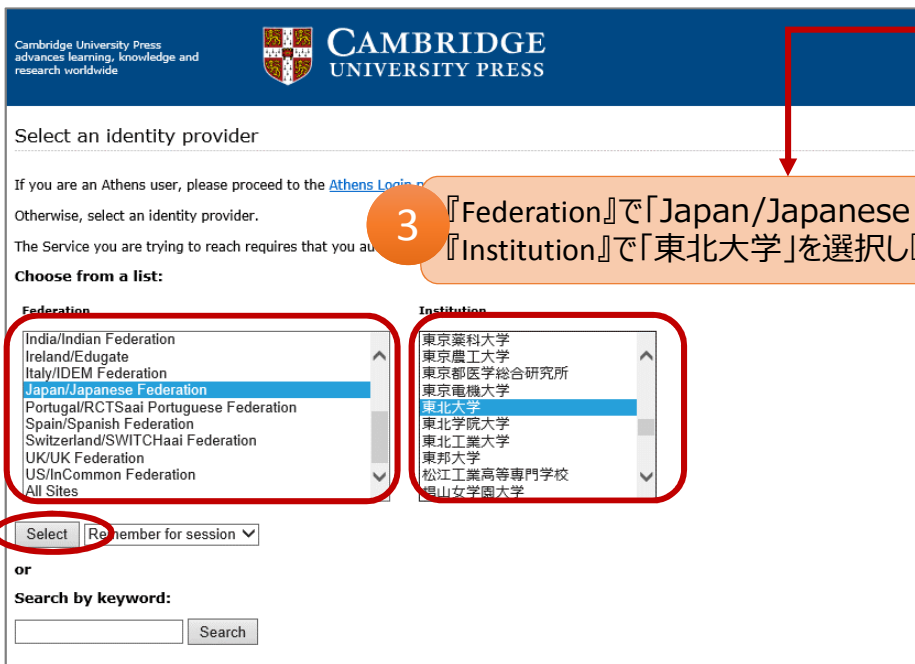 Cambridge University Press
advances learning, knowledge and
research worldwide
CAMBRIDGE
UNIVERSITY PRESS
Select an identity provider
If you are an Athens user, please proceed to the Athens Login
Otherwise, select an identity provider.
The Service you are trying to reach requires that you au
3
『Federation』で「Japan/Japanese
『Institution』で「東北大学」を選択し『
Choose from a list:
Federation
India/Indian Federation
Ireland/Edugate
Italy/IDEM Federation
Japan/Japanese Federation
Portugal/RCTSaai Portuguese Federation
Spain/Spanish Federation
Switzerland/SWITCHaai Federation
UK/UK Federation
US/InCommon Federation
All Sites
Institution
東京薬科大学
東京農工大学
東京都医学総合研究所
東京電機大学
東北大学
東北学院大学
東北工業大学
東邦大学
松江工業高等専門学校
椙山女学園大学
Select
Remember for session
or
Search by keyword:
Search